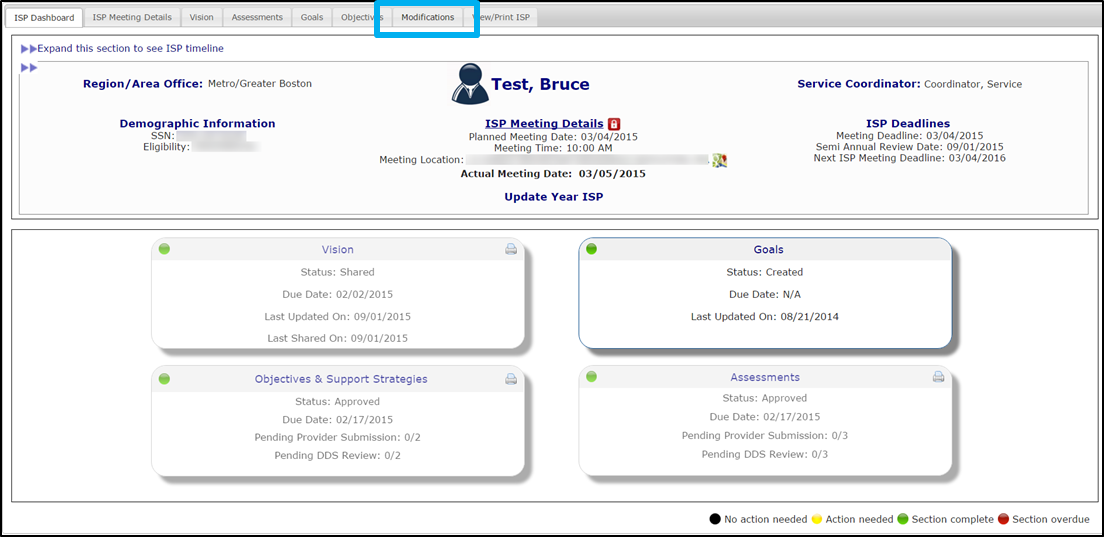 ISP Dashboard ISP Meeting Details Vision Assessments Goals Objectives Modifications View/Print ISP
Expand this section to see ISP timeline
Region/Area Office: Metro/Greater Boston
Test, Bruce
Service Coordinator: Coordinator, Service
Demographic Information
SSN:
Eligibility:
ISP Meeting Details
Planned Meeting Date: 03/04/2015
Meeting Time: 10:00 AM
Meeting Location:
Actual Meeting Date: 03/05/2015
ISP Deadlines
Meeting Deadline: 03/04/2015
Semi Annual Review Date: 09/01/2015
Next ISP Meeting Deadline: 03/04/2016
Update Year ISP
Vision
Status: Shared
Due Date: 02/02/2015
Last Updated On: 09/01/2015
Last Shared On: 09/01/2015
Goals
Status: Created
Due Date: N/A
Last Updated On: 08/21/2014
Objectives & Support Strategies
Status: Approved
Due Date: 02/17/2015
Pending Provider Submission: 0/2
Pending DDS Review: 0/2
Assessments
Status: Approved
Due Date: 02/17/2015
Pending Provider Submission: 0/3
Pending DDS Review: 0/3
No action needed Action needed Section complete Section overdue